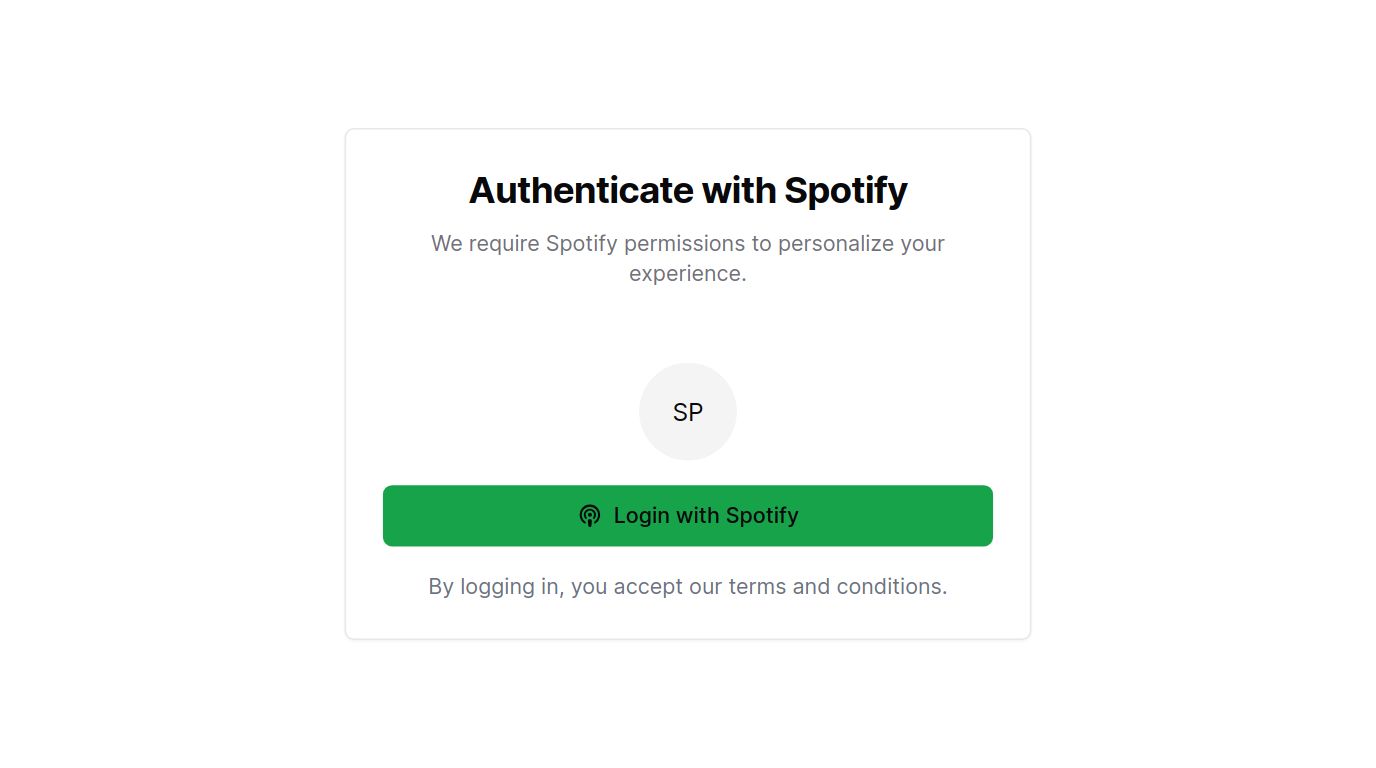 Authenticate with Spotify
We require Spotify permissions to personalize your
experience.
SP
Login with Spotify
By logging in, you accept our terms and conditions.